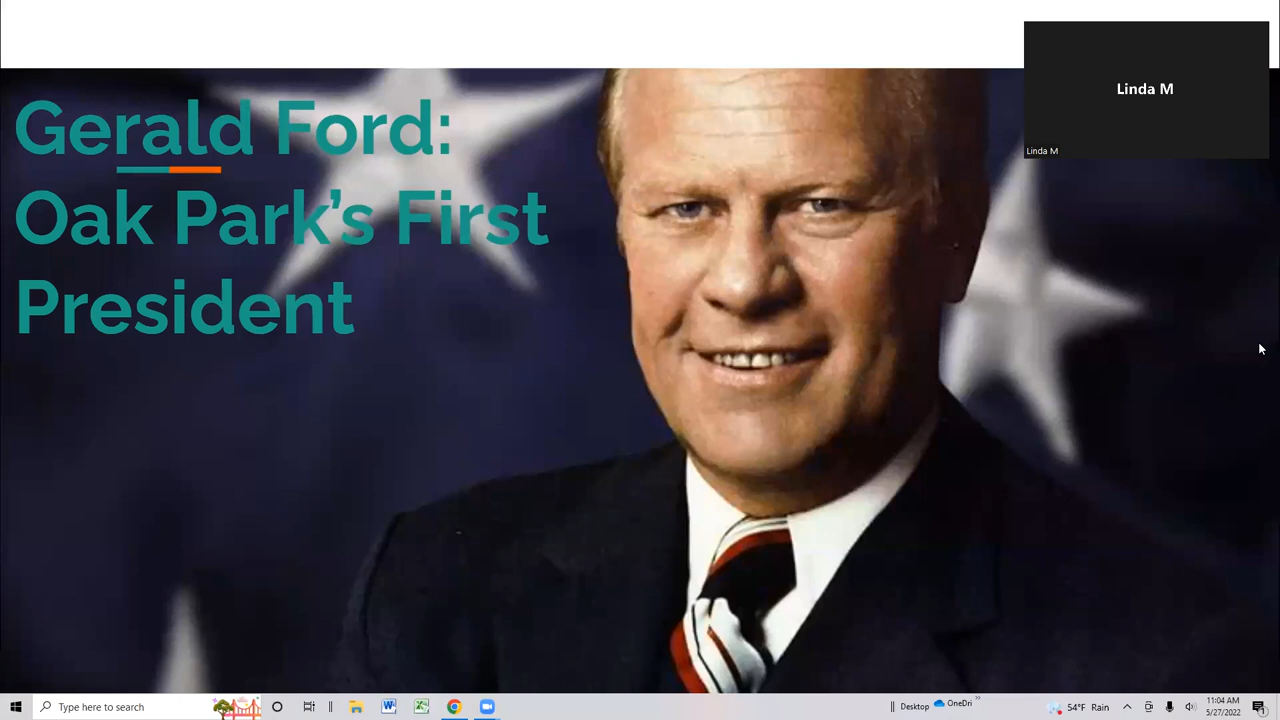 Gerald Ford:
Oak Park's First
President
Linda M
Linda M
Type here to search
Desktop
OneDri
54°F Rain
11:04 AM
5/27/2022